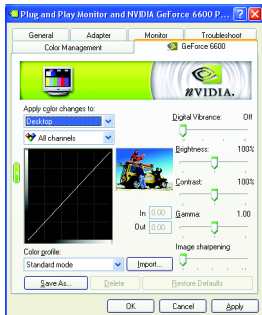 Plug and Play Monitor and NVIDIA GeForce 6600 P...
General
Adapter
Monitor
Troubleshoot
Color Management
GeForce 6600
NVIDIA.
Apply color changes to:
Desktop
All channels
Digital Vibrance: Off
Brightness: 100%
Contrast: 100%
In 0.00
Out 0.00
Gamma: 1.00
Image sharpening
Color profile:
Standard mode
Import...
Save As...
Delete
Restore Defaults
OK
Cancel
Apply